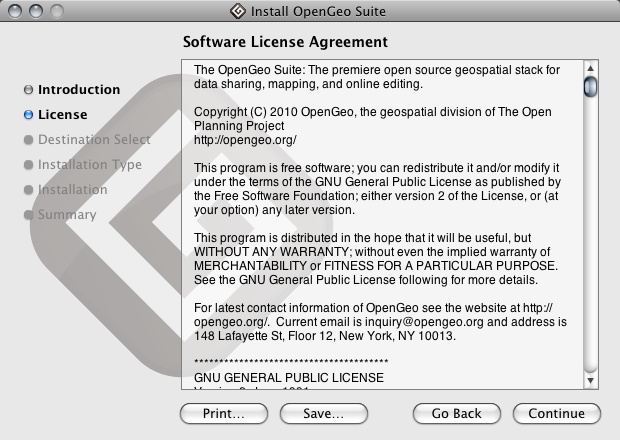 Install OpenGeo Suite
Software License Agreement
Introduction
License
Destination Select
Installation Type
Installation
Summary
The OpenGeo Suite: The premiere open source geospatial stack for
data sharing, mapping, and online editing.
Copyright (C) 2010 OpenGeo, the geospatial division of The Open
Planning Project
http://opengeo.org/
This program is free software; you can redistribute it and/or modify it
under the terms of the GNU General Public License as published by
the Free Software Foundation; either version 2 of the License, or (at
your option) any later version.
This program is distributed in the hope that it will be useful, but
WITHOUT ANY WARRANTY; without even the implied warranty of
MERCHANTABILITY or FITNESS FOR A PARTICULAR PURPOSE.
See the GNU General Public License following for more details.
For latest contact information of OpenGeo see the website at http://
opengeo.org/.  Current email is inquiry@opengeo.org and address is
148 Lafayette St, Floor 12, New York, NY 10013.
***************************************
GNU GENERAL PUBLIC LICENSE
Print...
Save...
Go Back
Continue